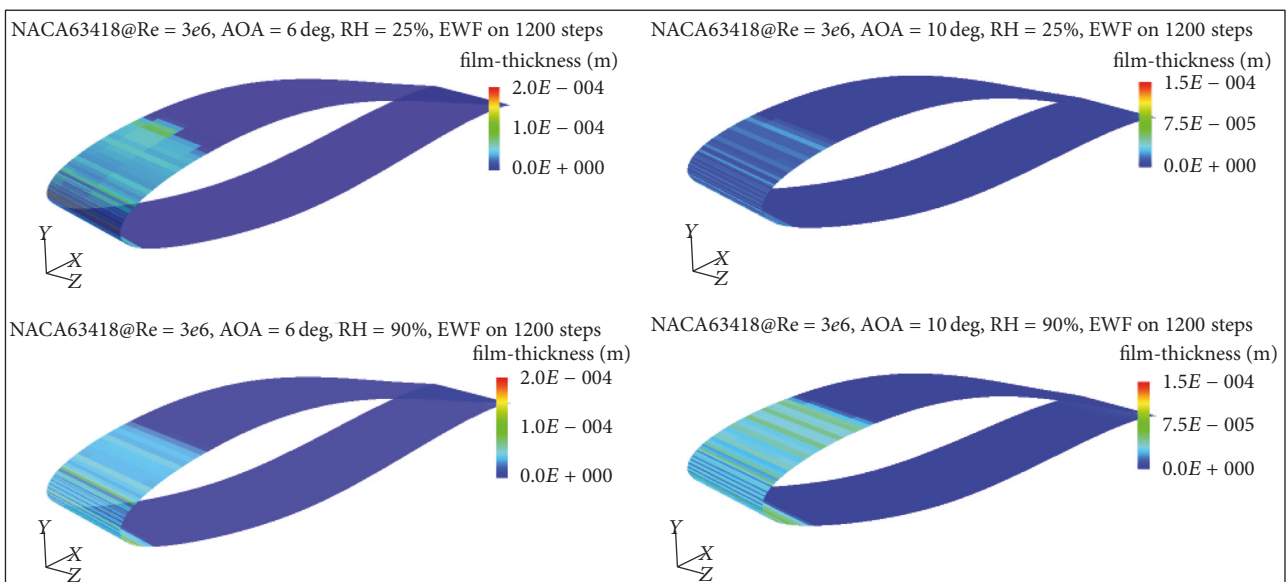 NACA63418@Re = 3e6, AOA = 6 deg, RH = 25%, EWF on 1200 steps
film-thickness (m)
2.0E − 004
1.0E − 004
0.0E + 000
Y
X
Z
NACA63418@Re = 3e6, AOA = 10 deg, RH = 25%, EWF on 1200 steps
film-thickness (m)
1.5E − 004
7.5E − 005
0.0E + 000
Y
X
Z
NACA63418@Re = 3e6, AOA = 6 deg, RH = 90%, EWF on 1200 steps
film-thickness (m)
2.0E − 004
1.0E − 004
0.0E + 000
Y
X
Z
NACA63418@Re = 3e6, AOA = 10 deg, RH = 90%, EWF on 1200 steps
film-thickness (m)
1.5E − 004
7.5E − 005
0.0E + 000
Y
X
Z